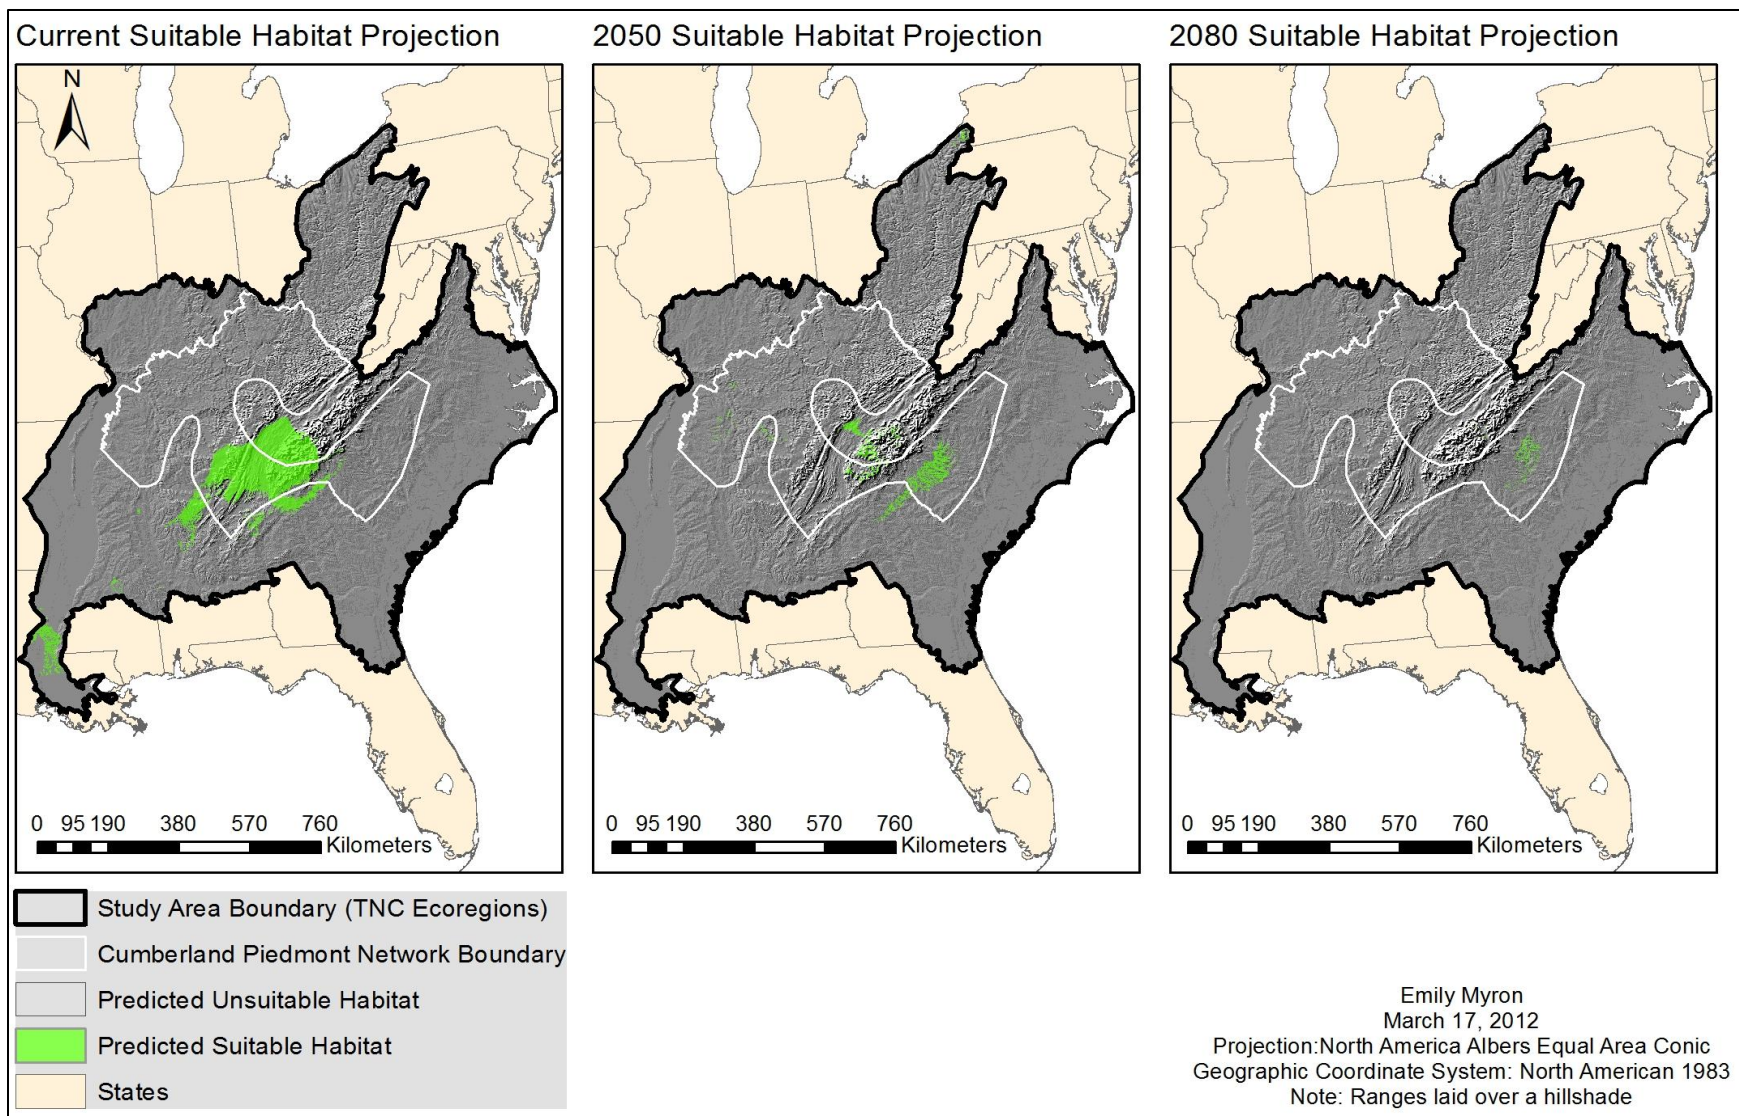 Current Suitable Habitat Projection
2050 Suitable Habitat Projection
2080 Suitable Habitat Projection
N
0 95 190 380 570 760
Kilometers
0 95 190 380 570 760
Kilometers
0 95 190 380 570 760
Kilometers
Study Area Boundary (TNC Ecoregions)
Cumberland Piedmont Network Boundary
Predicted Unsuitable Habitat
Predicted Suitable Habitat
States
Emily Myron
March 17, 2012
Projection:North America Albers Equal Area Conic
Geographic Coordinate System: North American 1983
Note: Ranges laid over a hillshade